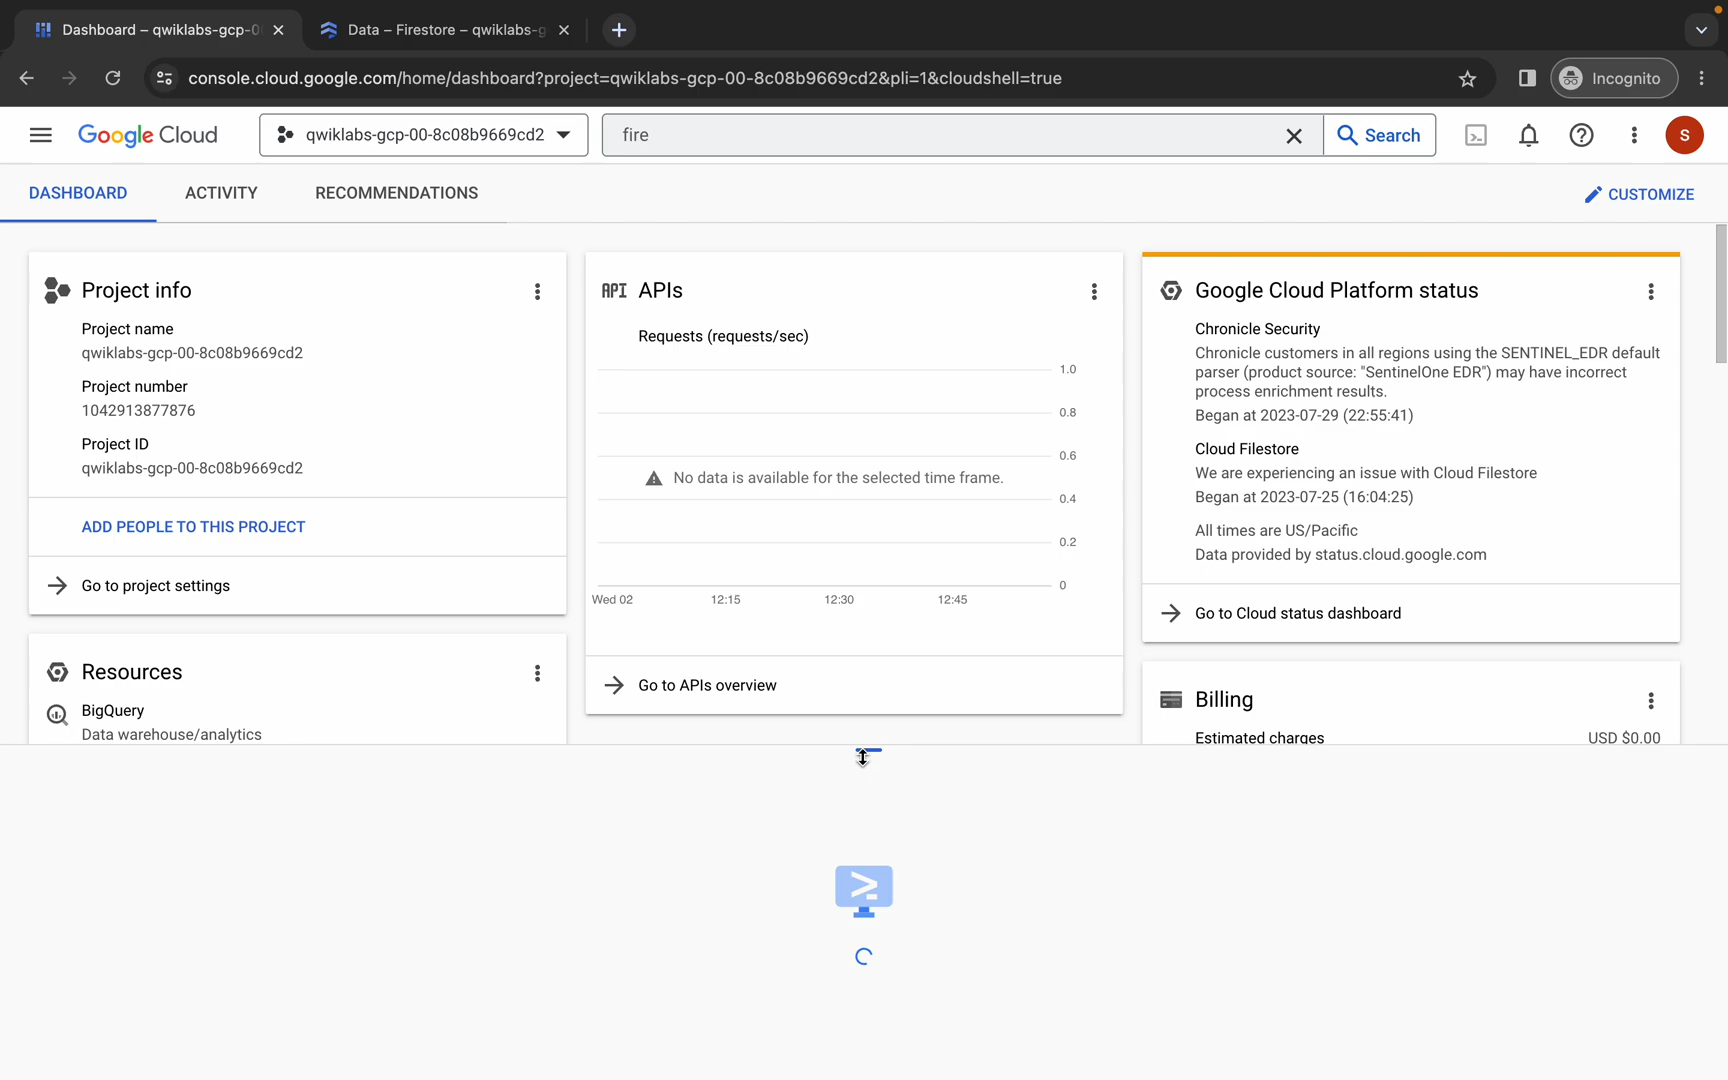 Dashboard – qwiklabs-gcp-00
Data – Firestore – qwiklabs-g
console.cloud.google.com/home/dashboard?project=qwiklabs-gcp-00-8c08b9669cd2&pli=1&cloudshell=true
Incognito
Google Cloud
qwiklabs-gcp-00-8c08b9669cd2
fire
Search
S
DASHBOARD
ACTIVITY
RECOMMENDATIONS
CUSTOMIZE
Project info
Project name
qwiklabs-gcp-00-8c08b9669cd2
Project number
1042913877876
Project ID
qwiklabs-gcp-00-8c08b9669cd2
ADD PEOPLE TO THIS PROJECT
Go to project settings
Resources
BigQuery
Data warehouse/analytics
API APIs
Requests (requests/sec)
1.0
0.8
0.6
No data is available for the selected time frame.
0.4
0.2
0
Wed 02 12:15 12:30 12:45
Go to APIs overview
Google Cloud Platform status
Chronicle Security
Chronicle customers in all regions using the SENTINEL_EDR default
parser (product source: "SentinelOne EDR") may have incorrect
process enrichment results.
Began at 2023-07-29 (22:55:41)
Cloud Filestore
We are experiencing an issue with Cloud Filestore
Began at 2023-07-25 (16:04:25)
All times are US/Pacific
Data provided by status.cloud.google.com
Go to Cloud status dashboard
Billing
Estimated charges USD $0.00